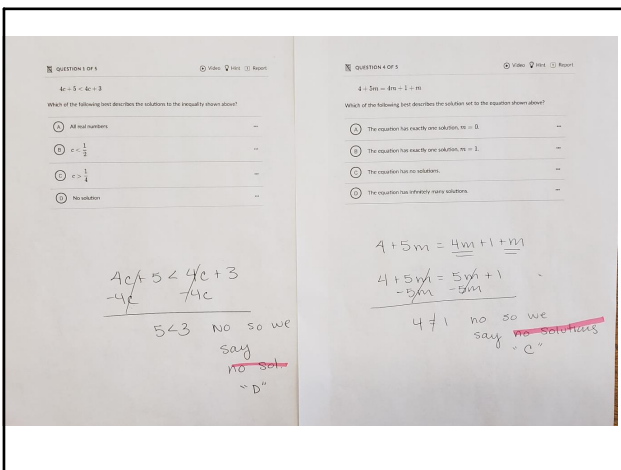 QUESTION 1 OF 5
Video Hint Report
4c + 5 < 4c + 3
Which of the following best describes the solutions to the inequality shown above?
A All real numbers
B c < 1/2
C c > 1/4
D No solution
4c + 5 < 4c + 3
-4c -4c
5 < 3 No so we
say
no sol.
"D"
QUESTION 4 OF 5
Video Hint Report
4 + 5m = 4m + 1 + m
Which of the following best describes the solution set to the equation shown above?
A The equation has exactly one solution, m = 0.
B The equation has exactly one solution, m = 1.
C The equation has no solutions.
D The equation has infinitely many solutions.
4 + 5m = 4m + 1 + m
4 + 5m = 5m + 1
-5m -5m
4 ≠ 1 no so we
say no solutions
"C"